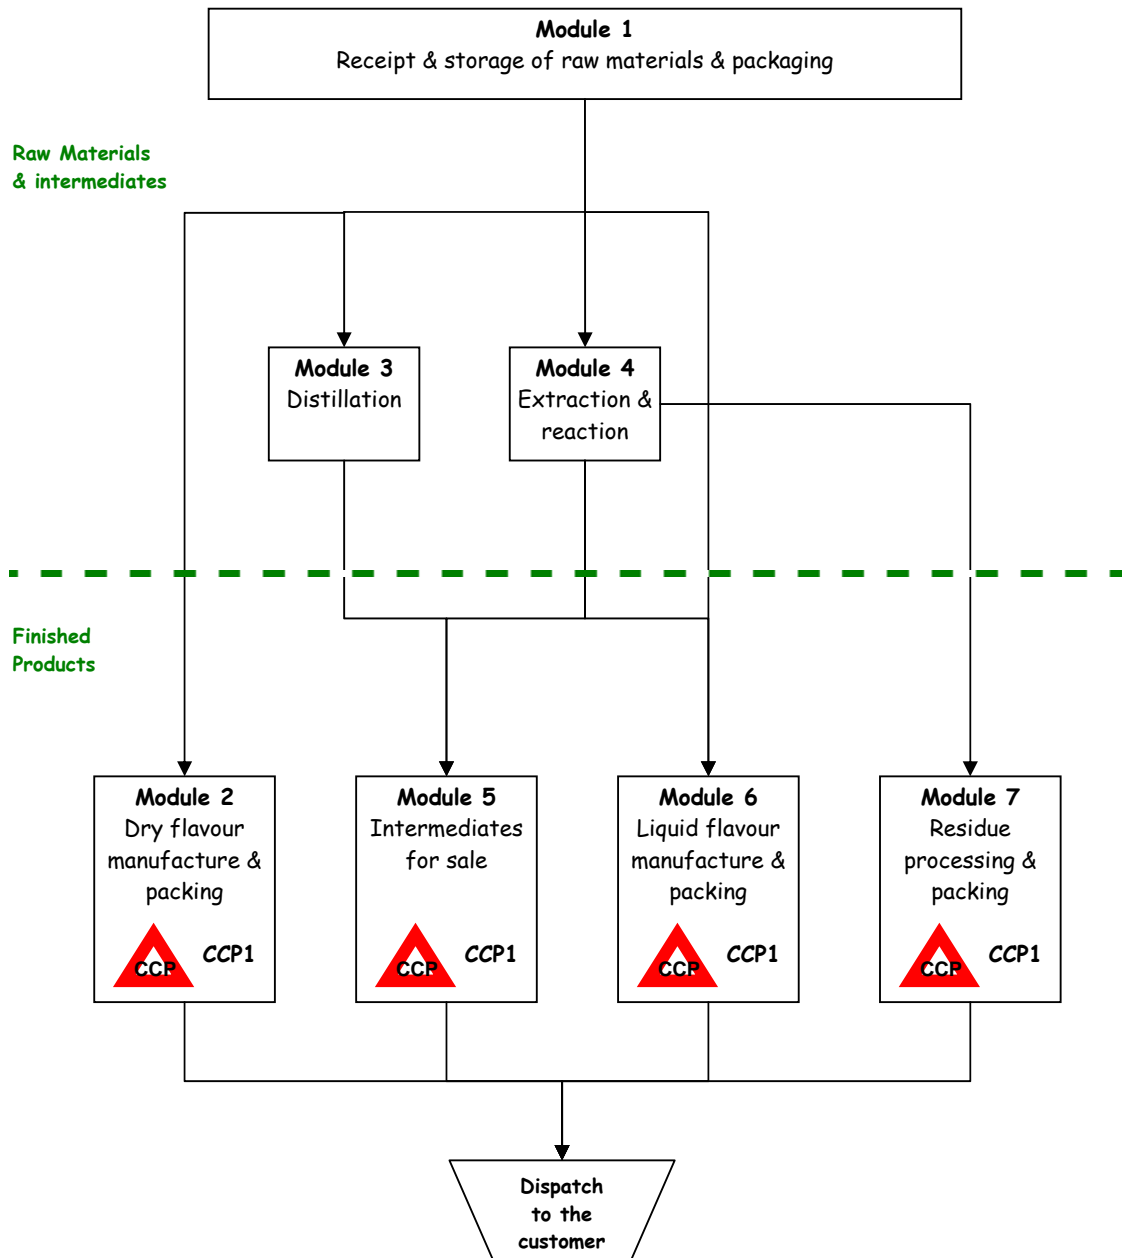 Module 1
Receipt & storage of raw materials & packaging
Raw Materials
& intermediates
Module 3
Distillation
Module 4
Extraction &
reaction
Finished
Products
Module 2
Dry flavour
manufacture &
packing
CCP CCP1
Module 5
Intermediates
for sale
CCP CCP1
Module 6
Liquid flavour
manufacture &
packing
CCP CCP1
Module 7
Residue
processing &
packing
CCP CCP1
Dispatch
to the
customer